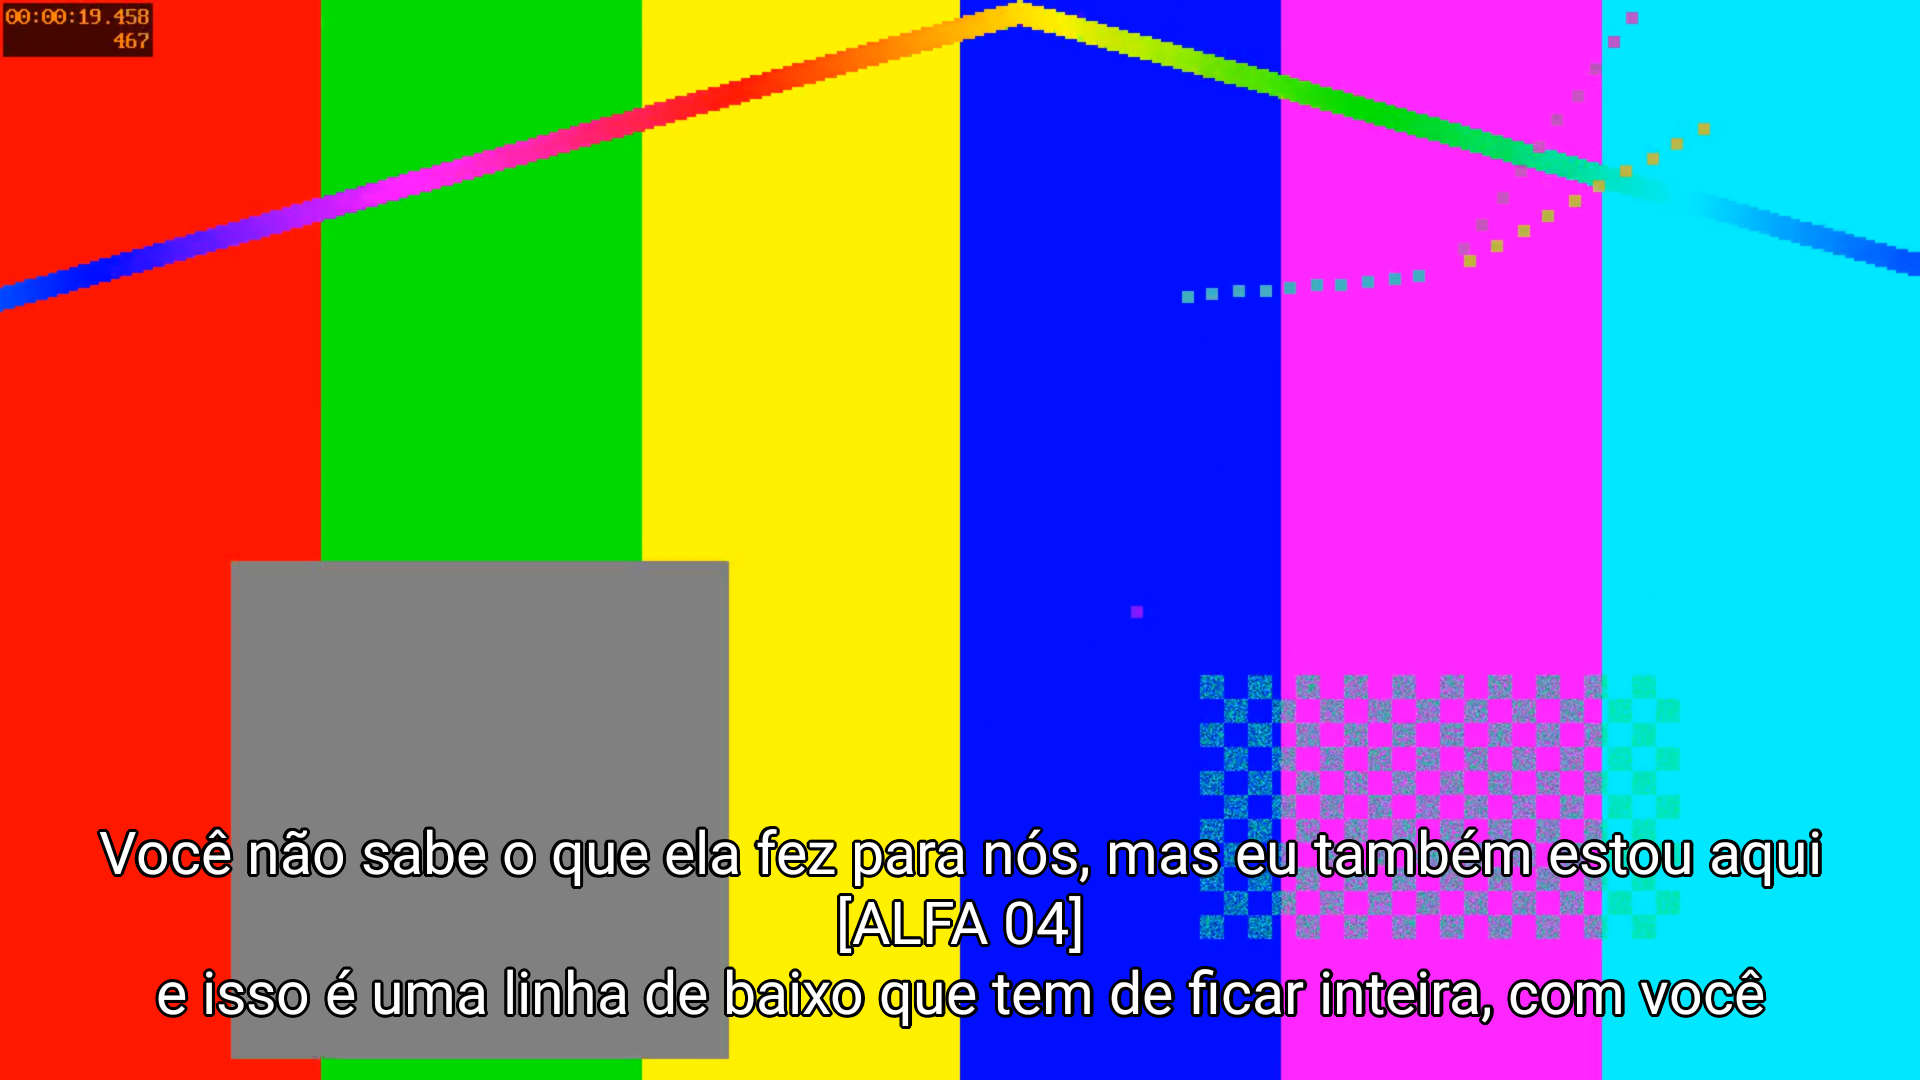 00:00:19.458
467
Você não sabe o que ela fez para nós, mas eu também estou aqui
[ALFA 04]
e isso é uma linha de baixo que tem de ficar inteira, com você